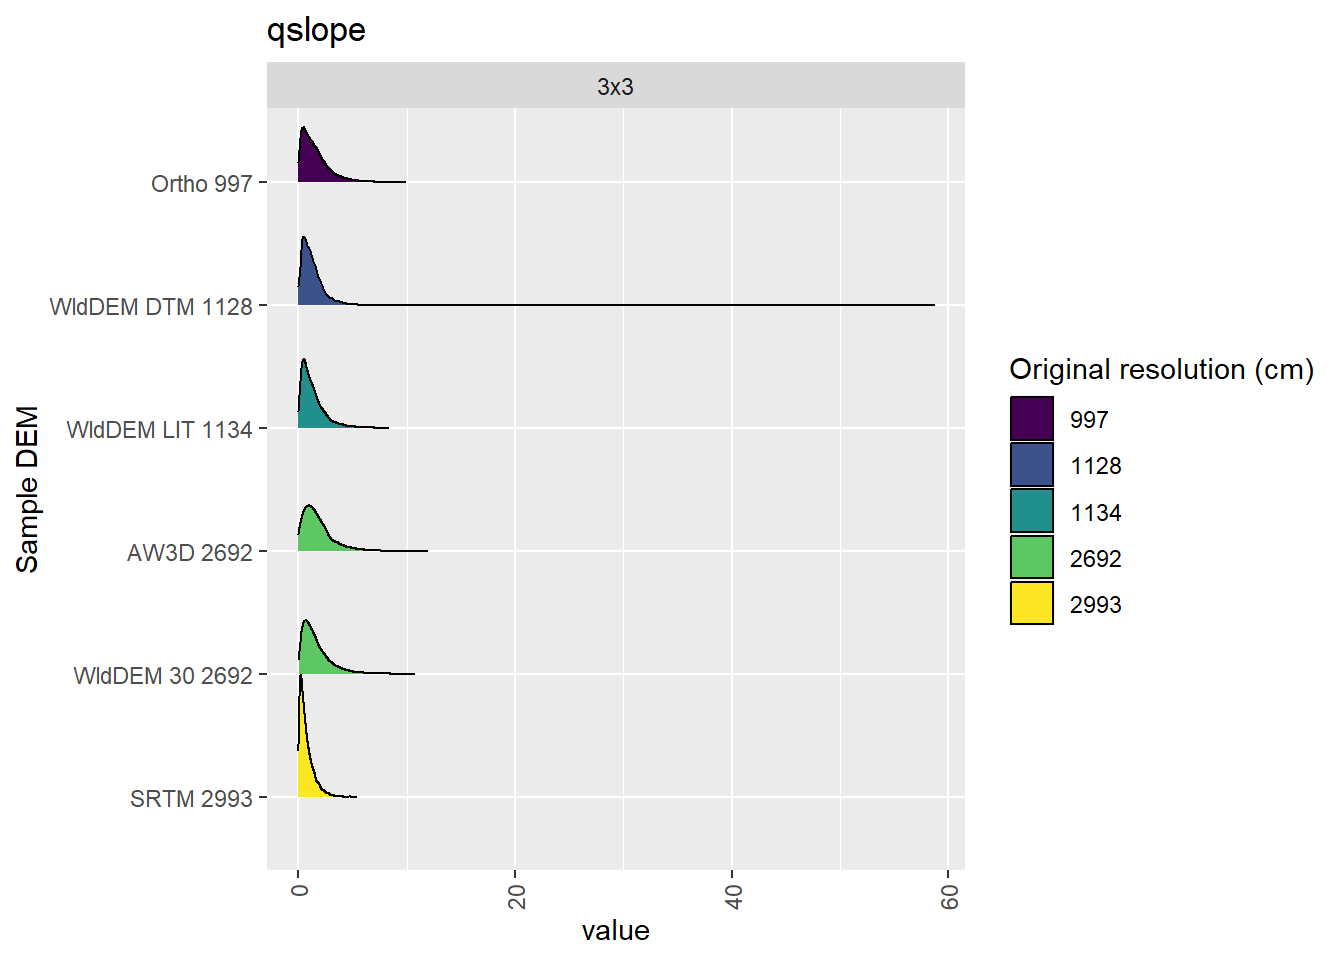 qslope
3x3
Ortho 997
WldDEM DTM 1128
WldDEM LIT 1134
AW3D 2692
WldDEM 30 2692
SRTM 2993
Sample DEM
0
20
40
60
value
Original resolution (cm)
997
1128
1134
2692
2993